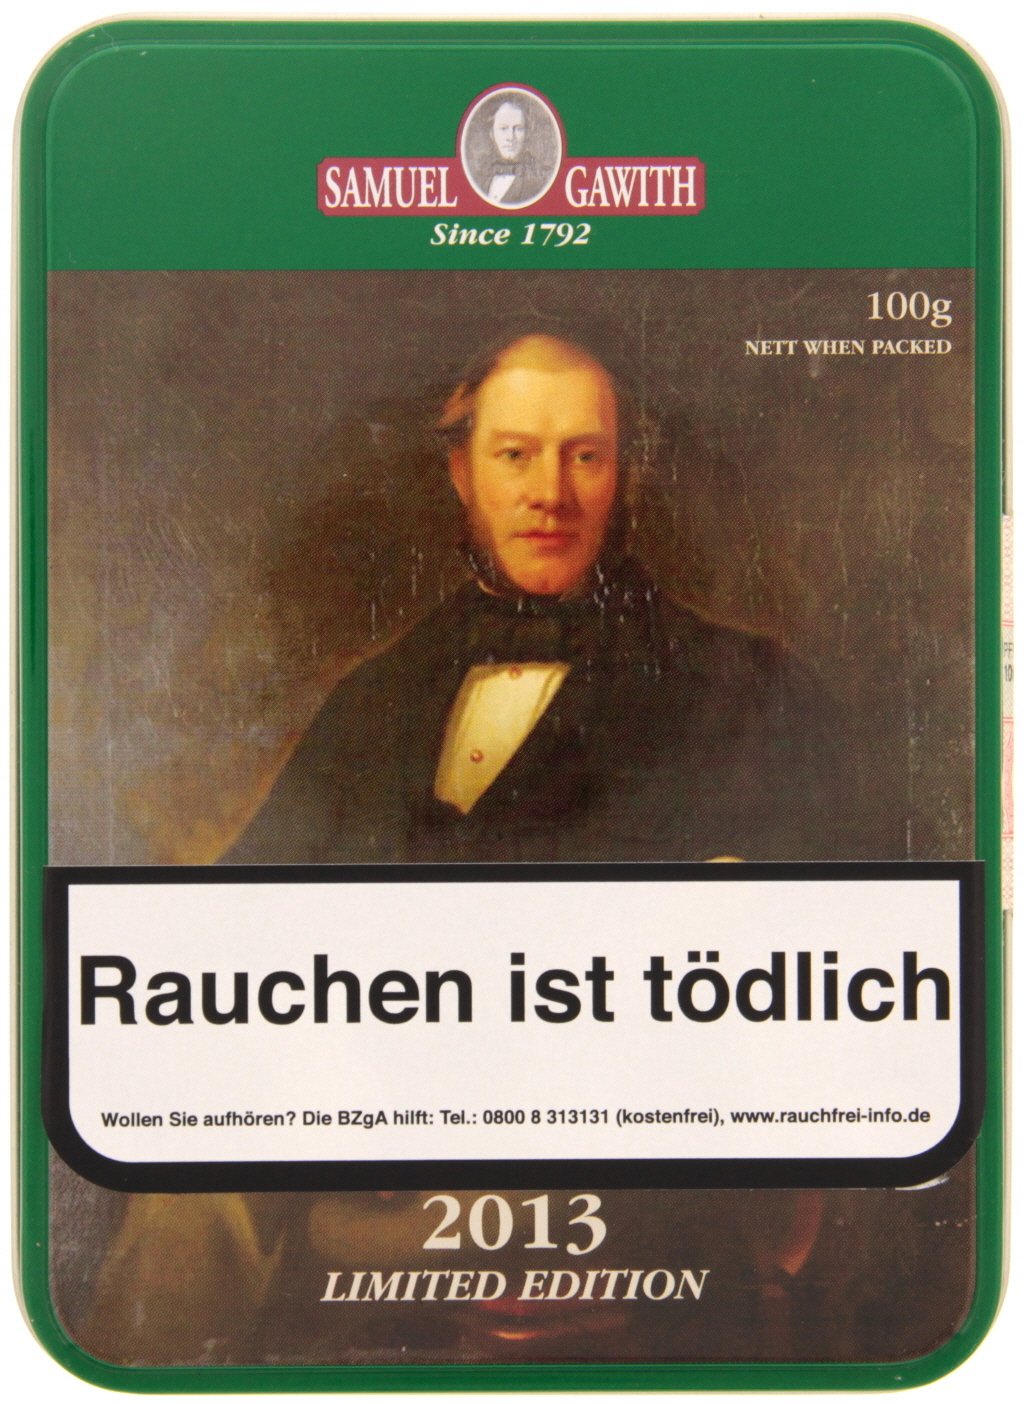 SAMUEL GAWITH
Since 1792
100g
NETT WHEN PACKED
Rauchen ist tödlich
Wollen Sie aufhören? Die BZgA hilft: Tel.: 0800 8 313131 (kostenfrei), www.rauchfrei-info.de
2013
LIMITED EDITION